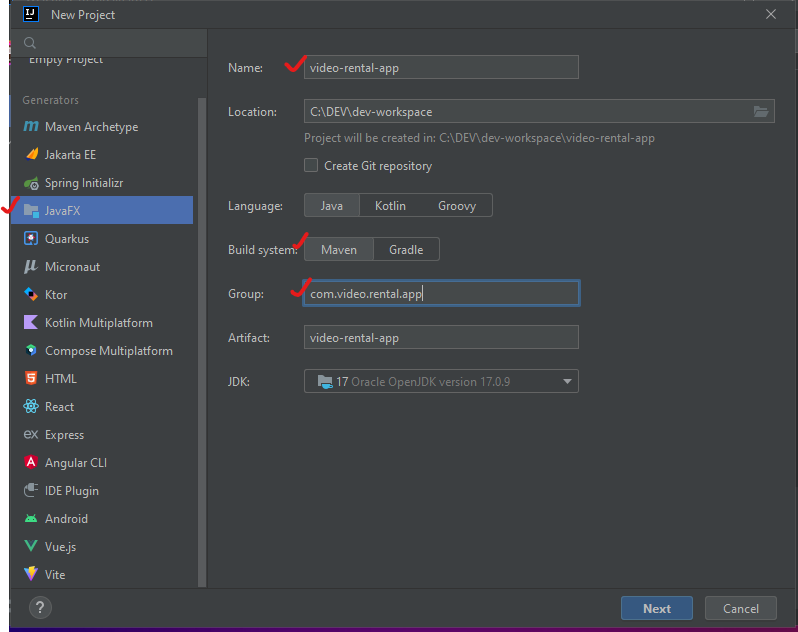 New Project
Empty Project
Generators
Maven Archetype
Jakarta EE
Spring Initializr
JavaFX
Quarkus
Micronaut
Ktor
Kotlin Multiplatform
Compose Multiplatform
HTML
React
Express
Angular CLI
IDE Plugin
Android
Vue.js
Vite
Name: video-rental-app
Location: C:\DEV\dev-workspace
Project will be created in: C:\DEV\dev-workspace\video-rental-app
Create Git repository
Language: Java Kotlin Groovy
Build system: Maven Gradle
Group: com.video.rental.app
Artifact: video-rental-app
JDK: 17 Oracle OpenJDK version 17.0.9
? Next Cancel